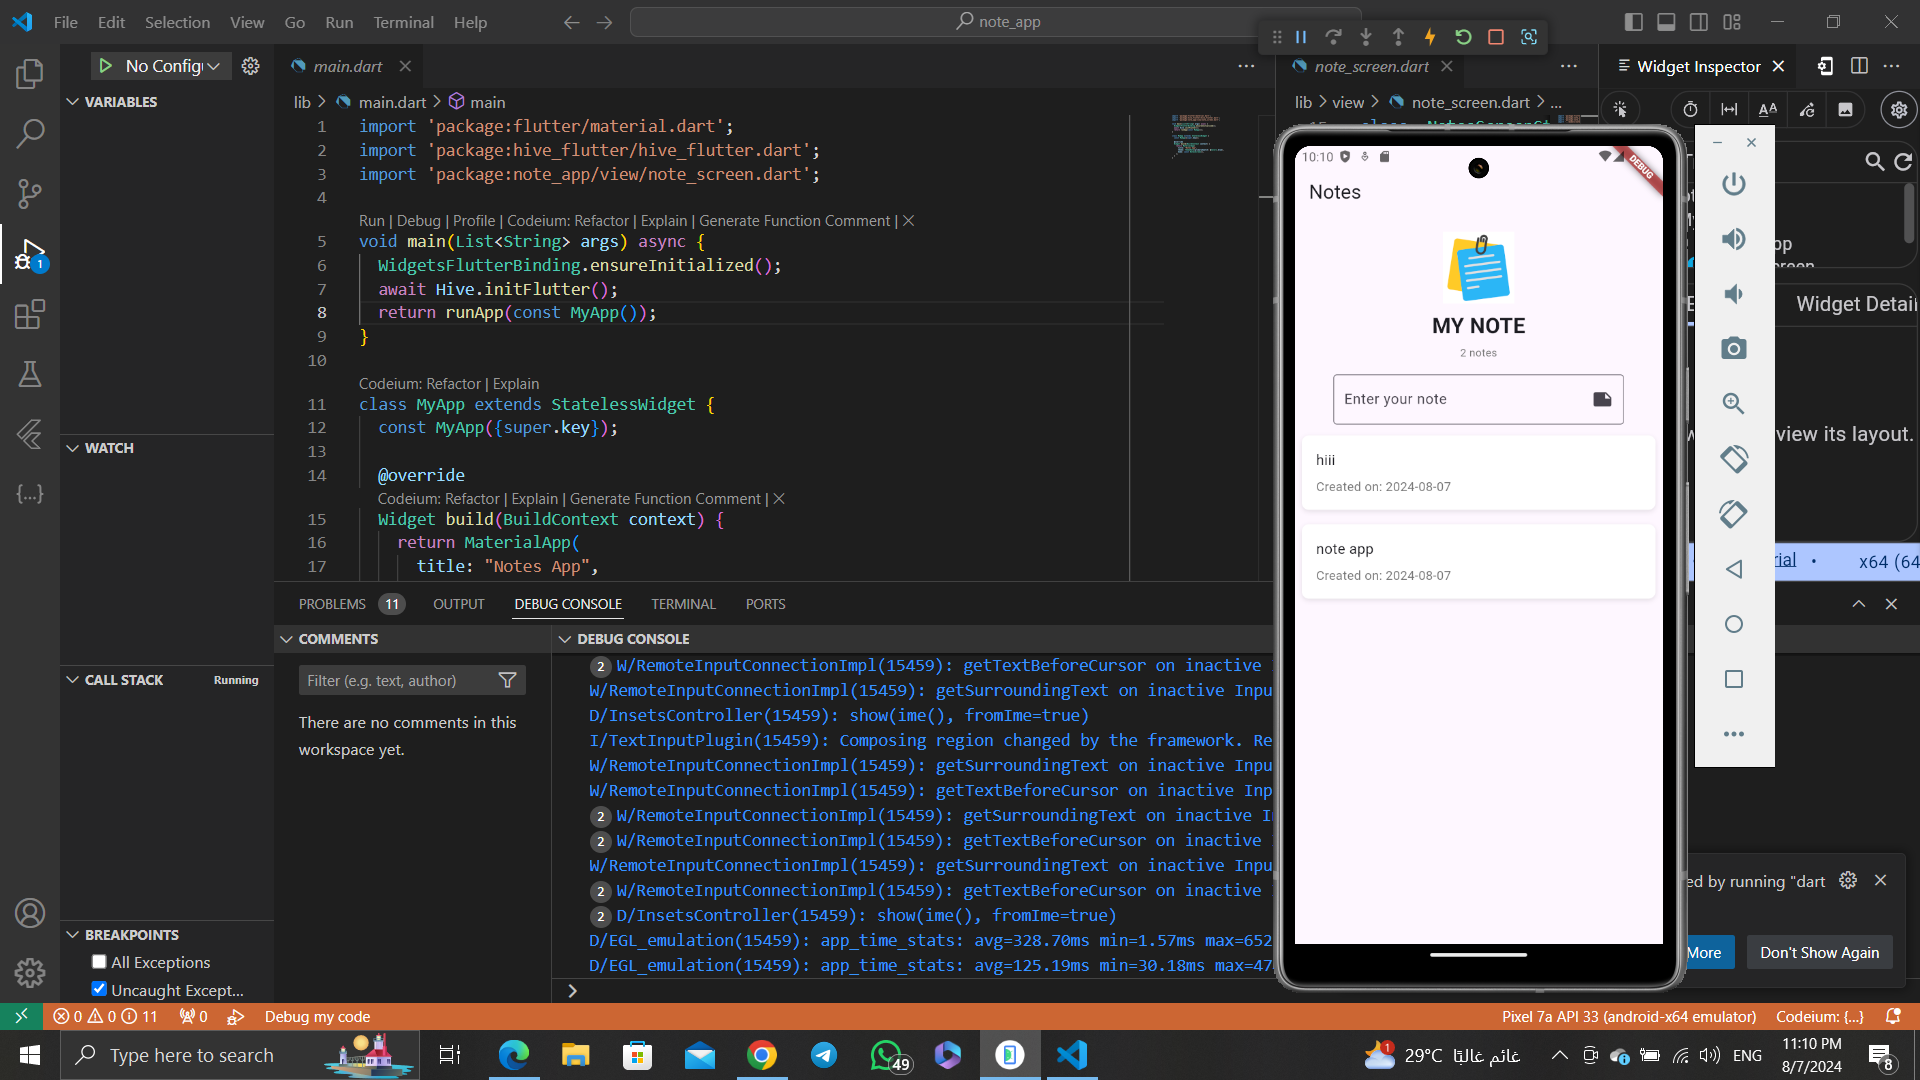 File Edit Selection View Go Run Terminal Help
note_app
No Config
main.dart
note_screen.dart
Widget Inspector
VARIABLES
lib > main.dart > main
lib > view > note_screen.dart > ...
1 import 'package:flutter/material.dart';
2 import 'package:hive_flutter/hive_flutter.dart';
3 import 'package:note_app/view/note_screen.dart';
4
Run | Debug | Profile | Codeium: Refactor | Explain | Generate Function Comment | ×
5 void main(List<String> args) async {
6 WidgetsFlutterBinding.ensureInitialized();
7 await Hive.initFlutter();
8 return runApp(const MyApp());
9 }
10
Codeium: Refactor | Explain
11 class MyApp extends StatelessWidget {
12 const MyApp({super.key});
13
14 @override
Codeium: Refactor | Explain | Generate Function Comment | ×
15 Widget build(BuildContext context) {
16 return MaterialApp(
17 title: "Notes App",
WATCH
CALL STACK Running
BREAKPOINTS
All Exceptions
Uncaught Except...
1
PROBLEMS 11 OUTPUT DEBUG CONSOLE TERMINAL PORTS
COMMENTS
Filter (e.g. text, author)
There are no comments in this
workspace yet.
DEBUG CONSOLE
2 W/RemoteInputConnectionImpl(15459): getTextBeforeCursor on inactive
W/RemoteInputConnectionImpl(15459): getSurroundingText on inactive Inpu
D/InsetsController(15459): show(ime(), fromIme=true)
I/TextInputPlugin(15459): Composing region changed by the framework. Re
W/RemoteInputConnectionImpl(15459): getSurroundingText on inactive Inpu
W/RemoteInputConnectionImpl(15459): getTextBeforeCursor on inactive Inp
2 W/RemoteInputConnectionImpl(15459): getSurroundingText on inactive I
2 W/RemoteInputConnectionImpl(15459): getTextBeforeCursor on inactive
W/RemoteInputConnectionImpl(15459): getSurroundingText on inactive Inpu
2 W/RemoteInputConnectionImpl(15459): getTextBeforeCursor on inactive
2 D/InsetsController(15459): show(ime(), fromIme=true)
D/EGL_emulation(15459): app_time_stats: avg=328.70ms min=1.57ms max=652
D/EGL_emulation(15459): app_time_stats: avg=125.19ms min=30.18ms max=47
>
10:10
DEBUG
Notes
MY NOTE
2 notes
Enter your note
hiii
Created on: 2024-08-07
note app
Created on: 2024-08-07
Widget Detail
view its layout.
rial • x64 (64
ed by running "dart
More
Don't Show Again
0 0 11 0 Debug my code
Pixel 7a API 33 (android-x64 emulator) Codeium: {...}
Type here to search
49
1
29°C غائم غالبًا
ENG
11:10 PM
8/7/2024
8